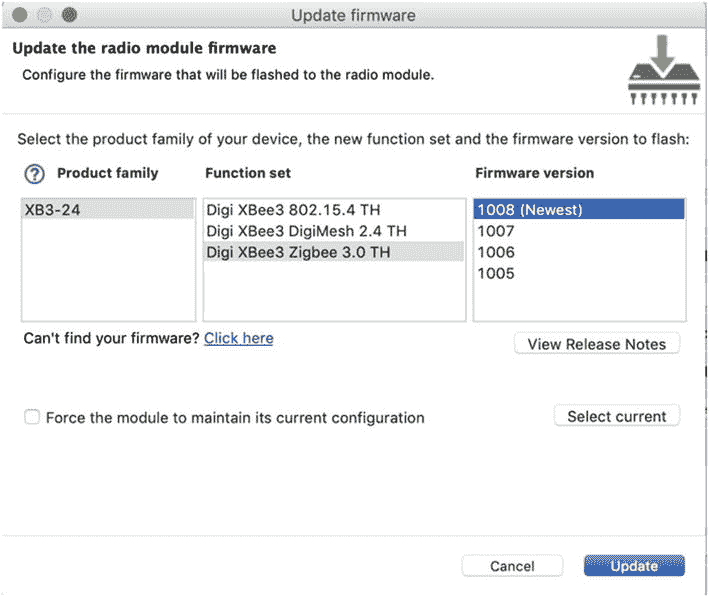 Update firmware
Update the radio module firmware
Configure the firmware that will be flashed to the radio module.
Select the product family of your device, the new function set and the firmware version to flash:
? Product family Function set Firmware version
XB3-24 Digi XBee3 802.15.4 TH 1008 (Newest)
Digi XBee3 DigiMesh 2.4 TH 1007
Digi XBee3 Zigbee 3.0 TH 1006
1005
Can't find your firmware? Click here
View Release Notes
Force the module to maintain its current configuration Select current
Cancel Update